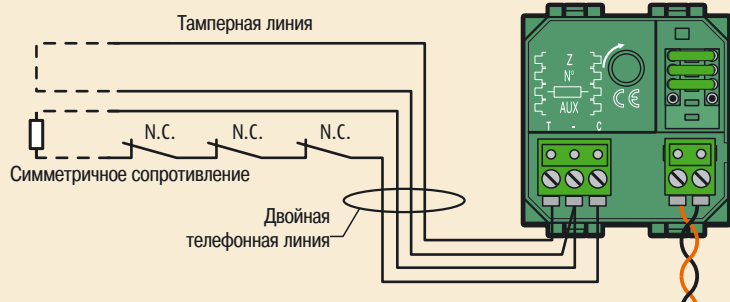 Тамперная линия
Z
N°
AUX
CE
T - C
N.C. N.C. N.C.
Симметричное сопротивление
Двойная
телефонная линия